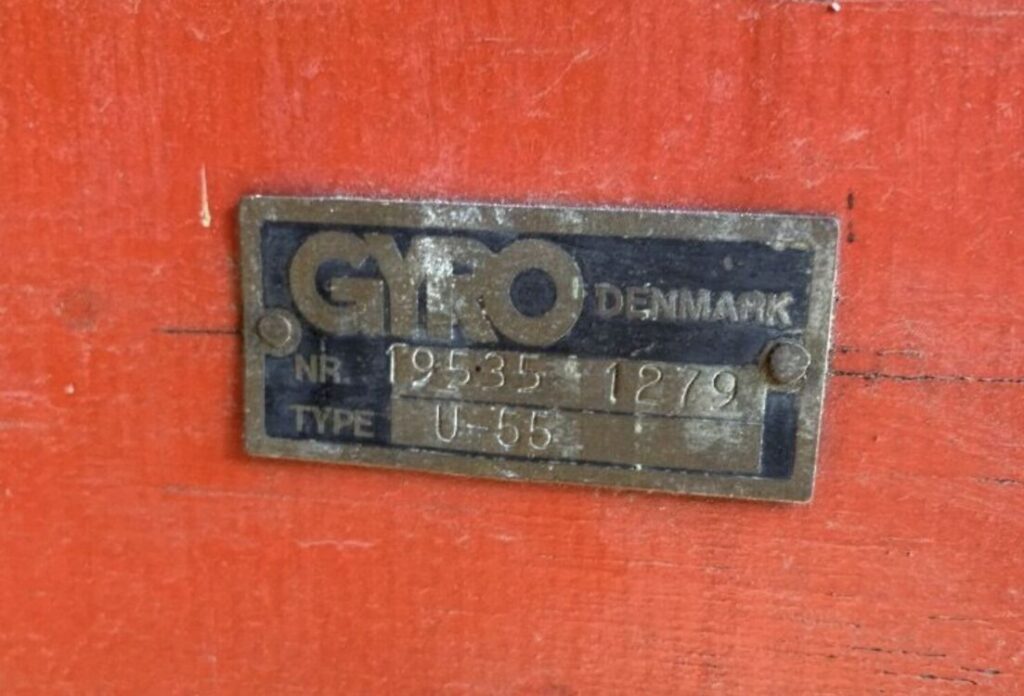 GYRO DENMARK
NR. 19535 1279
TYPE U-55